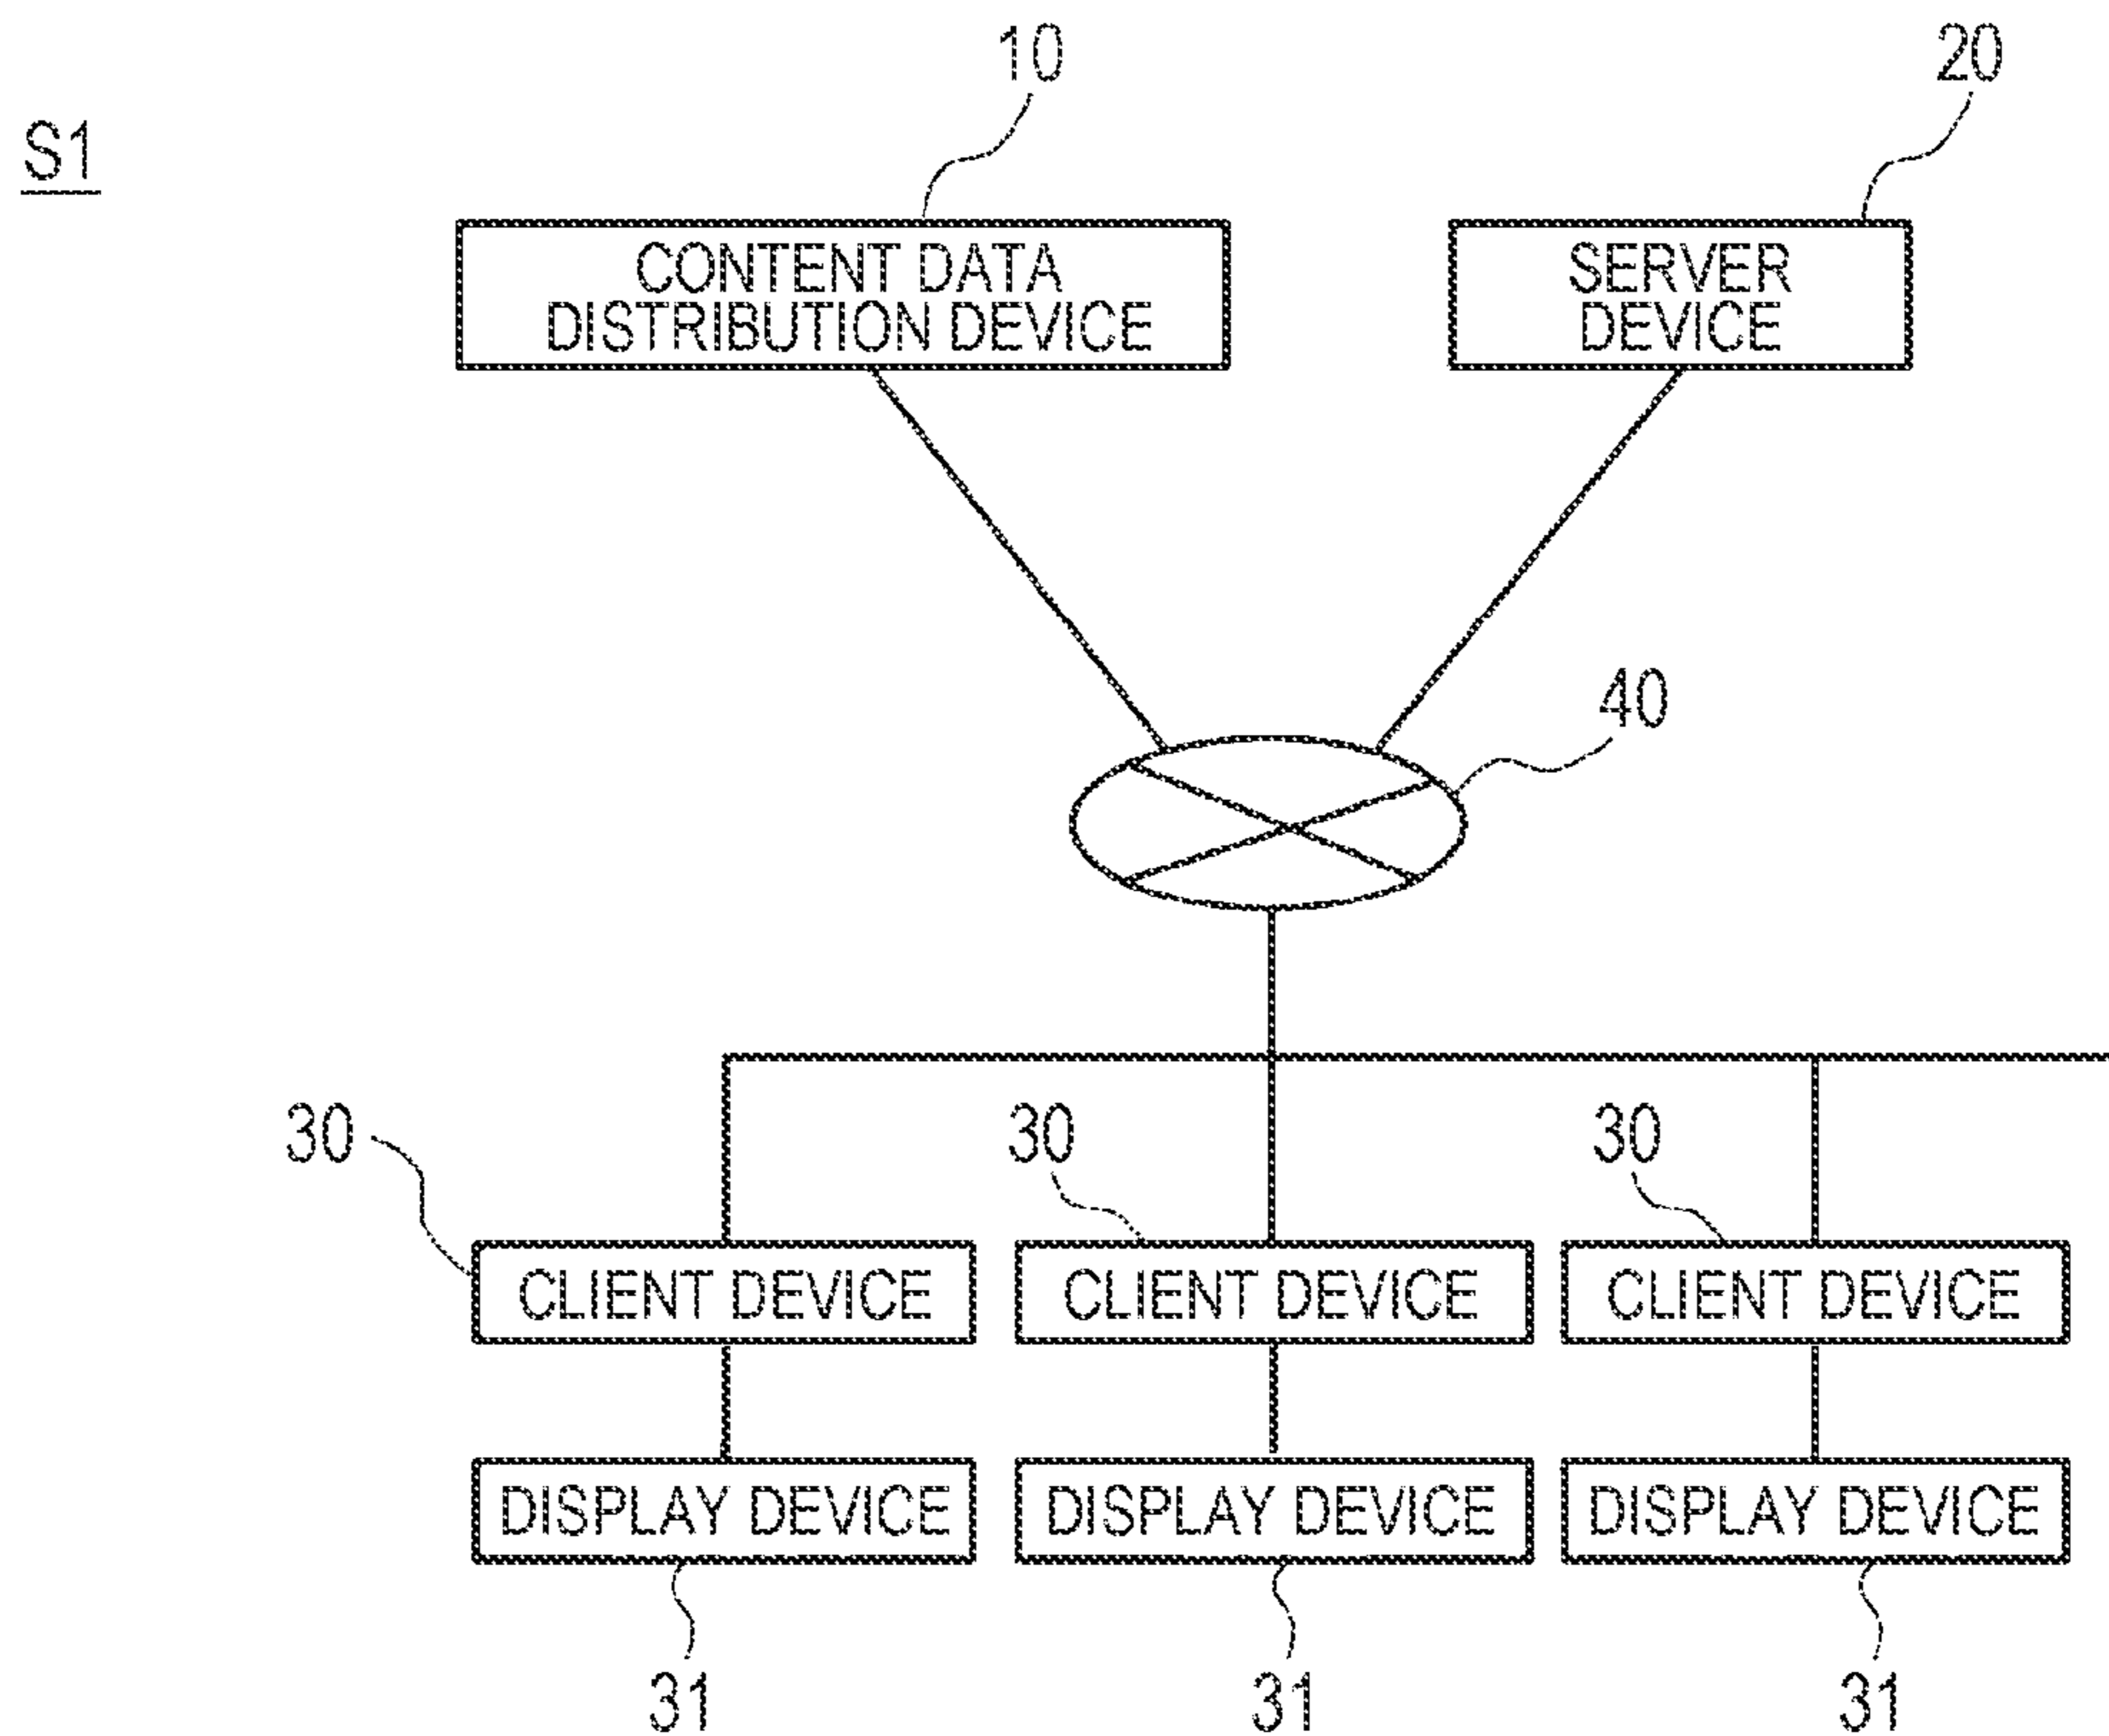 10
20
S1
CONTENT DATA
DISTRIBUTION DEVICE
SERVER
DEVICE
40
30
30
30
CLIENT DEVICE
CLIENT DEVICE
CLIENT DEVICE
DISPLAY DEVICE
DISPLAY DEVICE
DISPLAY DEVICE
31
31
31